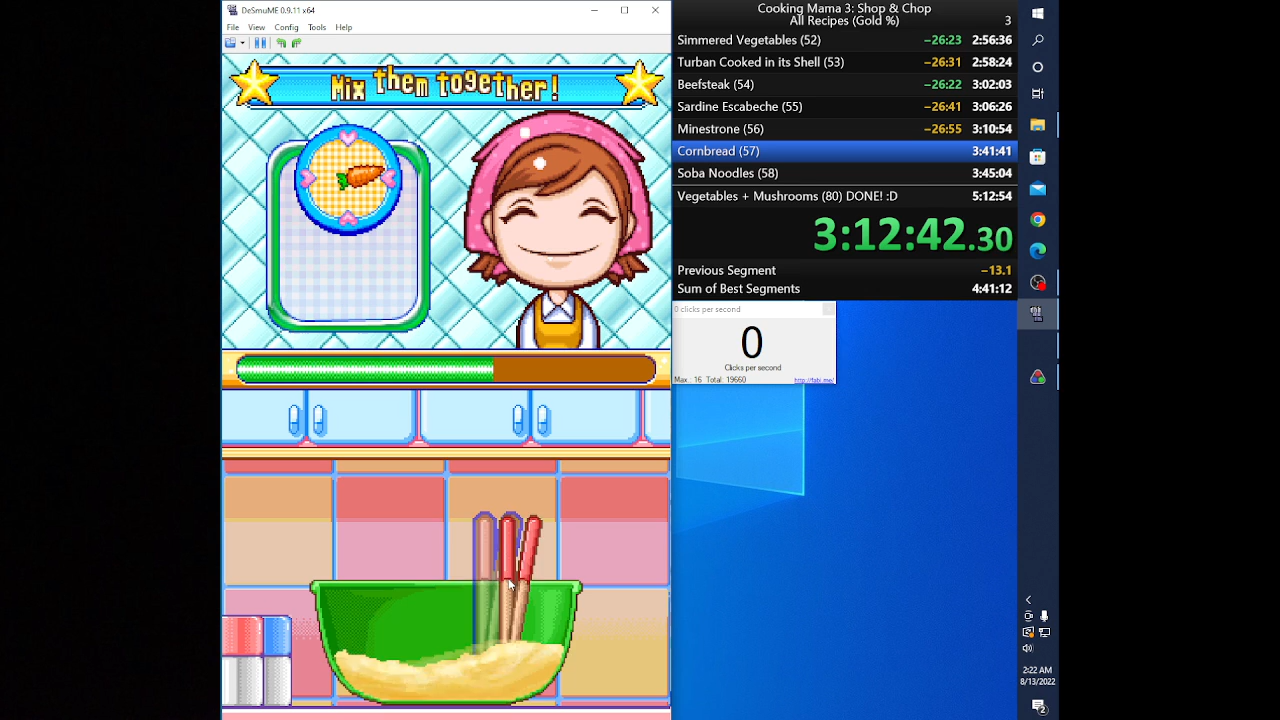 DeSmuME 0.9.11 x64
File View Config Tools Help
Mix them together!
Cooking Mama 3: Shop & Chop
All Recipes (Gold %) 3
Simmered Vegetables (52) −26:23 2:56:36
Turban Cooked in its Shell (53) −26:31 2:58:24
Beefsteak (54) −26:22 3:02:03
Sardine Escabeche (55) −26:41 3:06:26
Minestrone (56) −26:55 3:10:54
Cornbread (57) 3:41:41
Soba Noodles (58) 3:45:04
Vegetables + Mushrooms (80) DONE! :D 5:12:54
3:12:42.30
Previous Segment −13.1
Sum of Best Segments 4:41:12
0 clicks per second
0
Clicks per second
Max.: 16 Total: 19660 http://fabi.me/
2:22 AM
8/13/2022
2